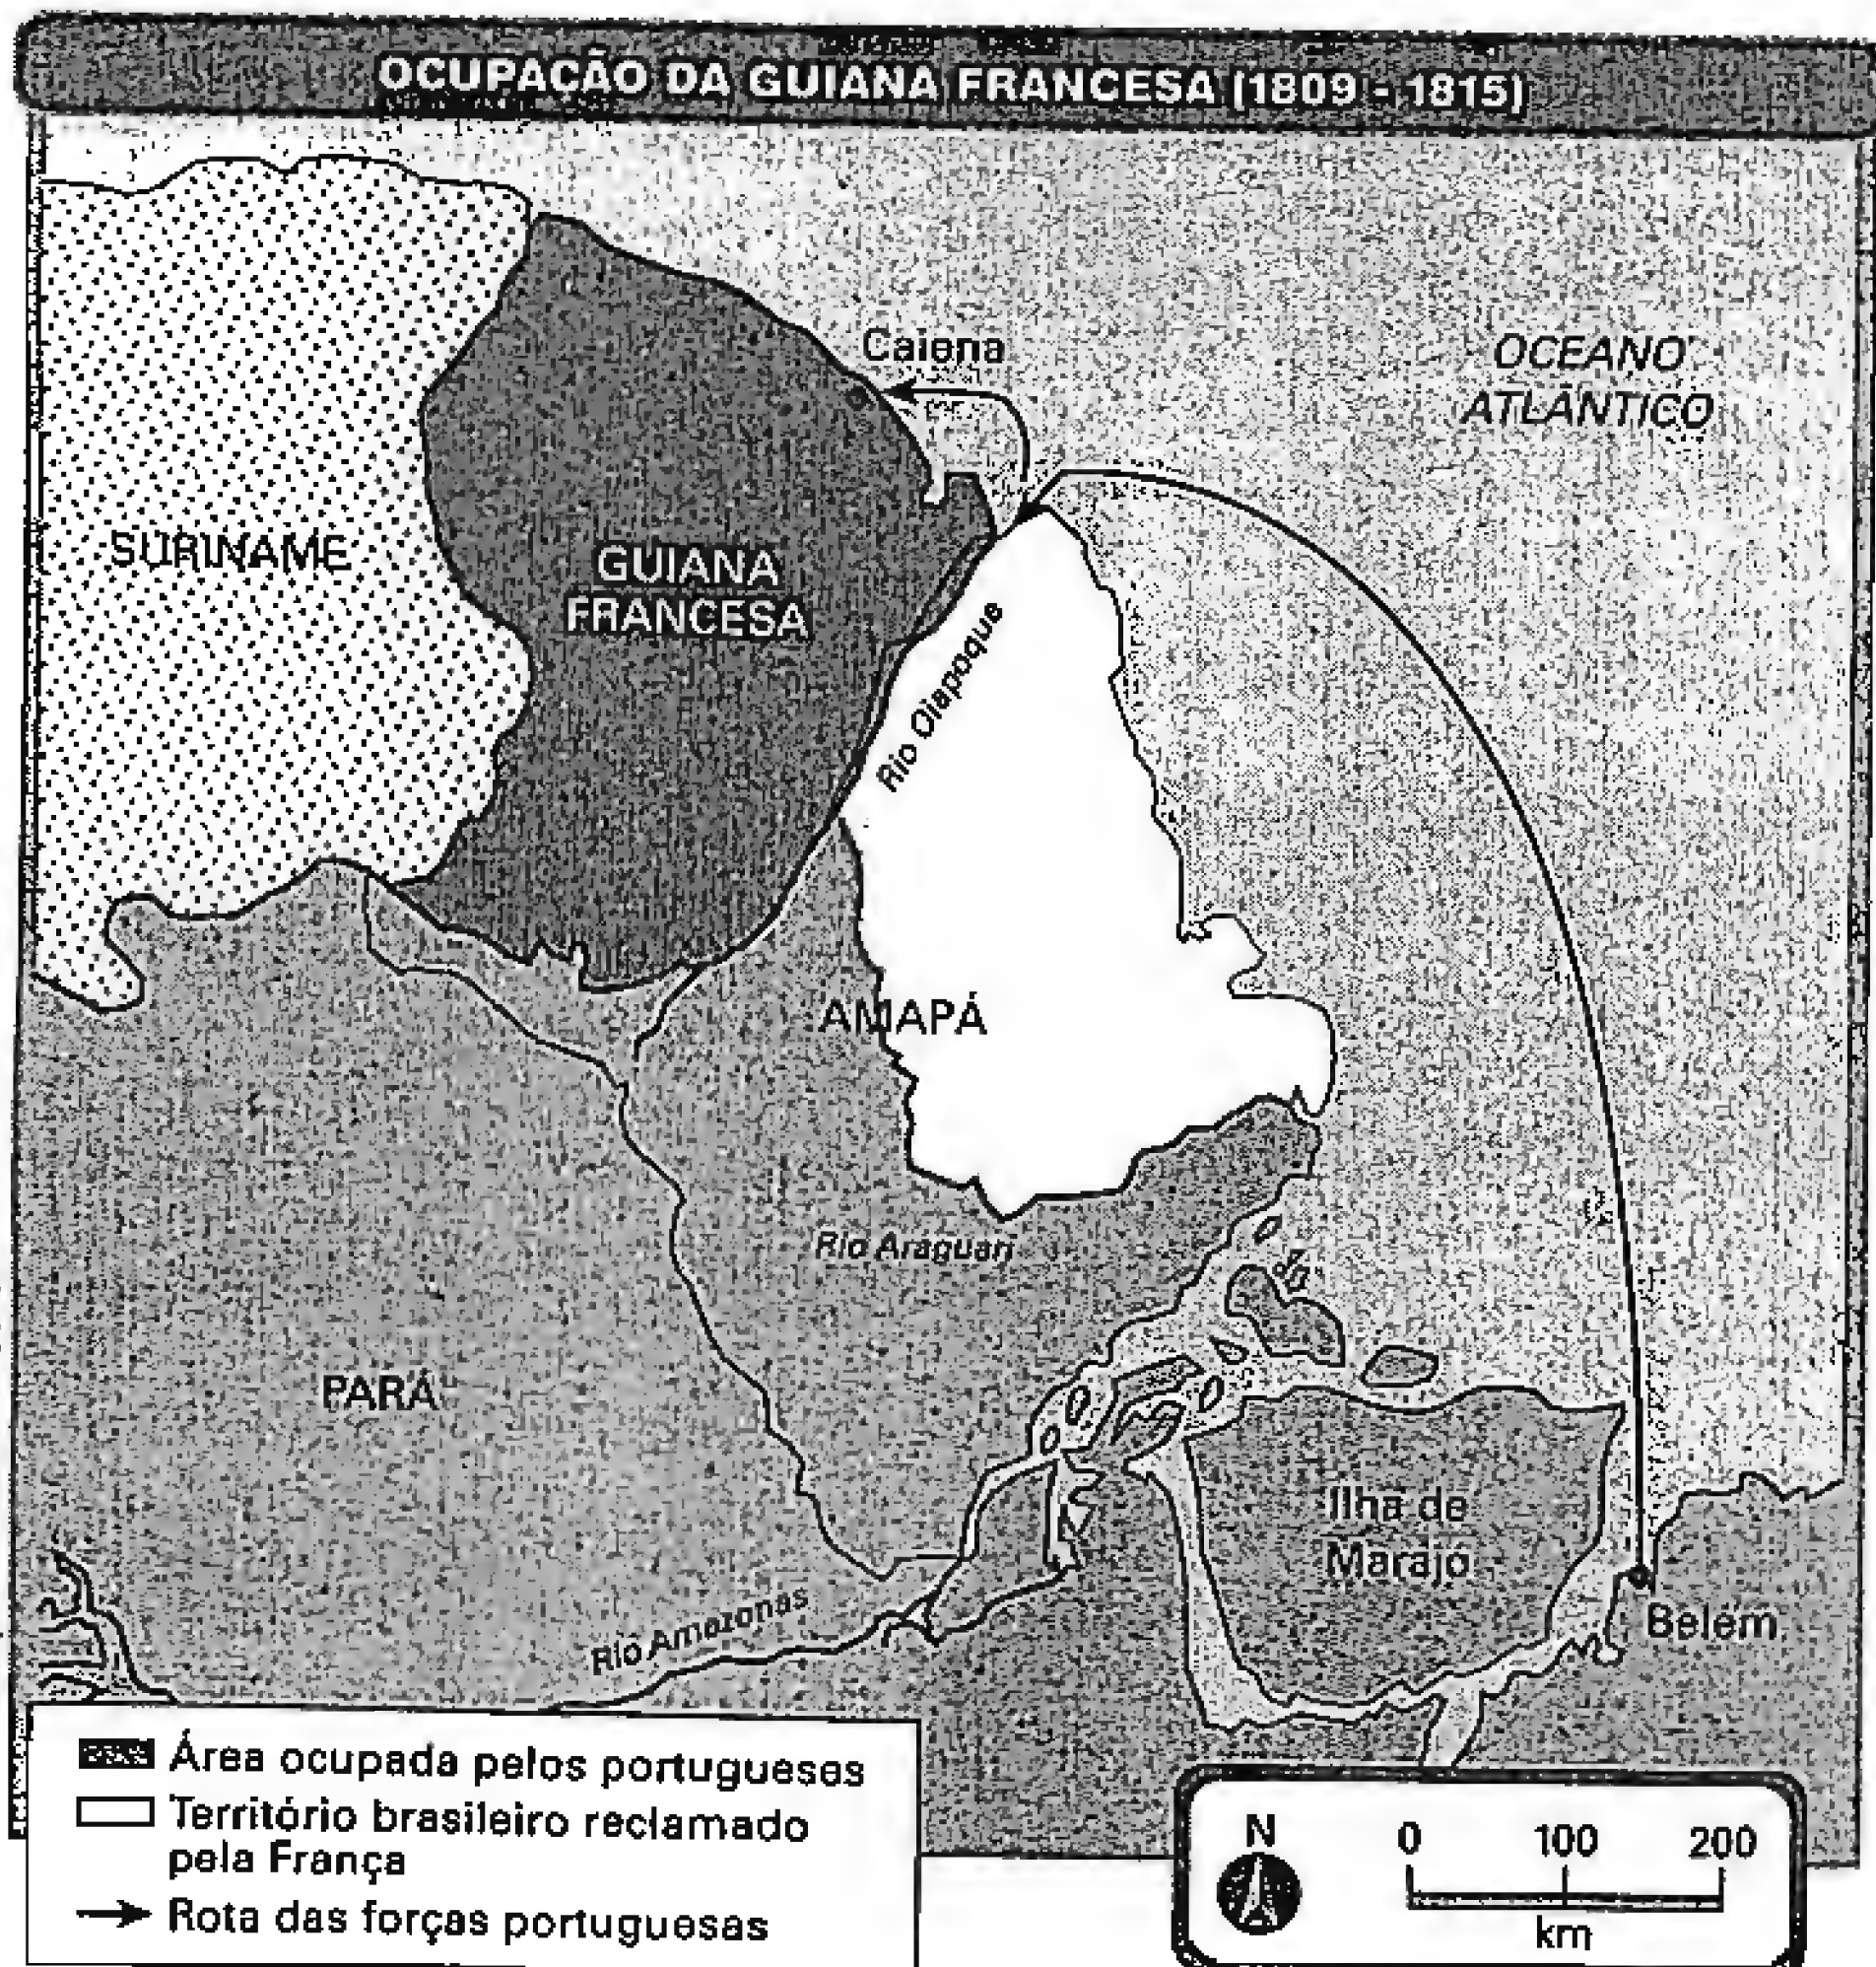 OCUPAÇÃO DA GUIANA FRANCESA (1809 - 1815)
Caiena
OCEANO
ATLÂNTICO
SURINAME
GUIANA
FRANCESA
Rio Oiapoque
AMAPÁ
Rio Araguari
PARÁ
Ilha de
Marajó
Rio Amazonas
Belém
Área ocupada pelos portugueses
Território brasileiro reclamado
pela França
Rota das forças portuguesas
N
0 100 200
km